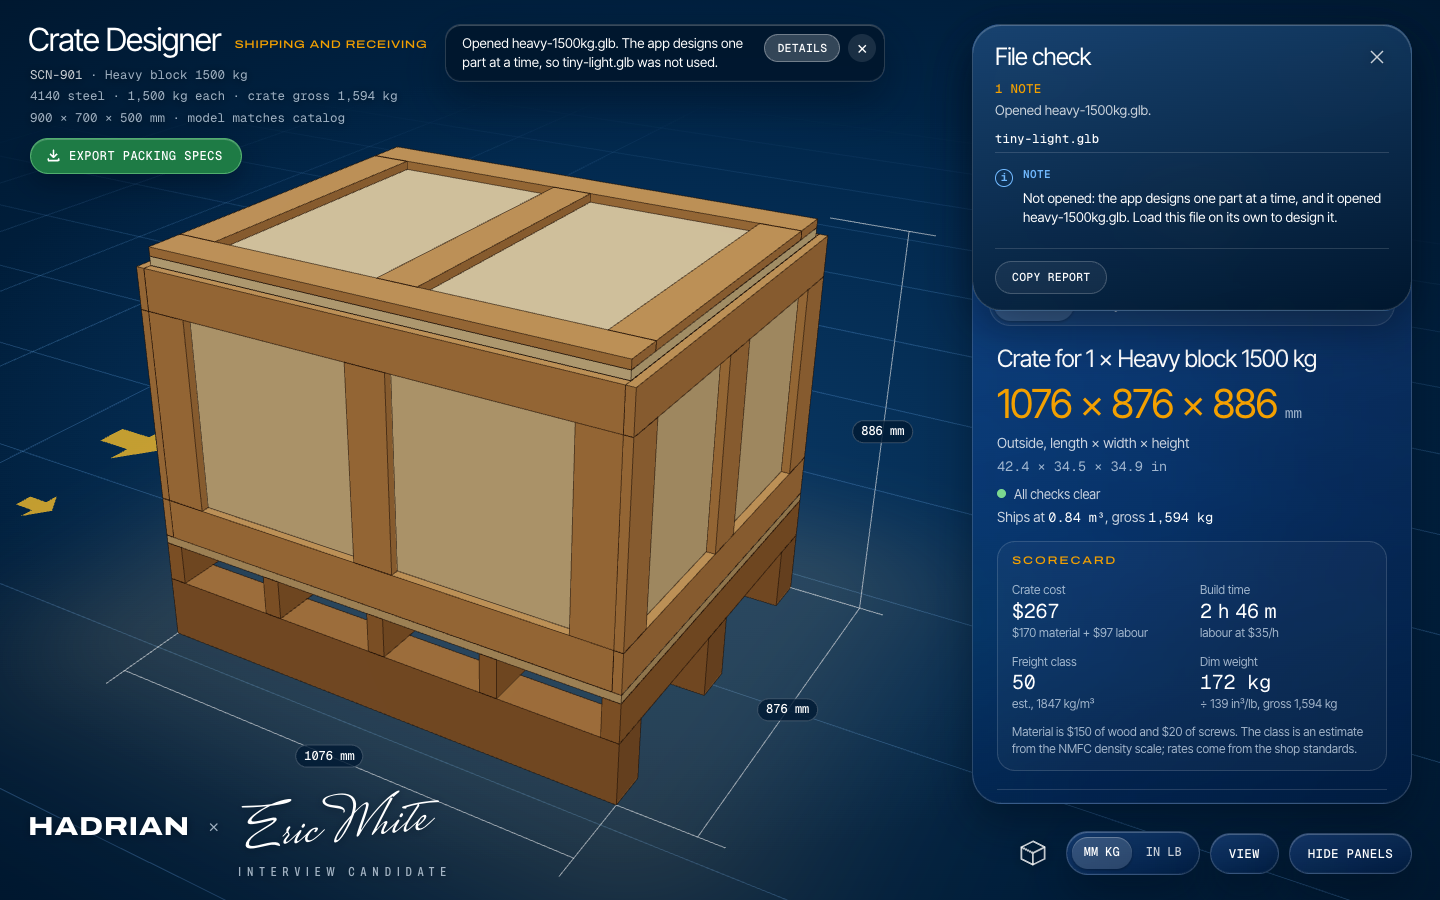 Crate Designer SHIPPING AND RECEIVING
SCN-901 · Heavy block 1500 kg
4140 steel · 1,500 kg each · crate gross 1,594 kg
900 × 700 × 500 mm · model matches catalog
EXPORT PACKING SPECS
Opened heavy-1500kg.glb. The app designs one
part at a time, so tiny-light.glb was not used.
DETAILS
File check
1 NOTE
Opened heavy-1500kg.glb.
tiny-light.glb
NOTE
Not opened: the app designs one part at a time, and it opened
heavy-1500kg.glb. Load this file on its own to design it.
COPY REPORT
Crate for 1 × Heavy block 1500 kg
1076 × 876 × 886 mm
Outside, length × width × height
42.4 × 34.5 × 34.9 in
All checks clear
Ships at 0.84 m³, gross 1,594 kg
SCORECARD
Crate cost
$267
$170 material + $97 labour
Build time
2 h 46 m
labour at $35/h
Freight class
50
est., 1847 kg/m³
Dim weight
172 kg
÷ 139 in³/lb, gross 1,594 kg
Material is $150 of wood and $20 of screws. The class is an estimate
from the NMFC density scale; rates come from the shop standards.
886 mm
876 mm
1076 mm
HADRIAN × Eric White
INTERVIEW CANDIDATE
MM KG
IN LB
VIEW
HIDE PANELS